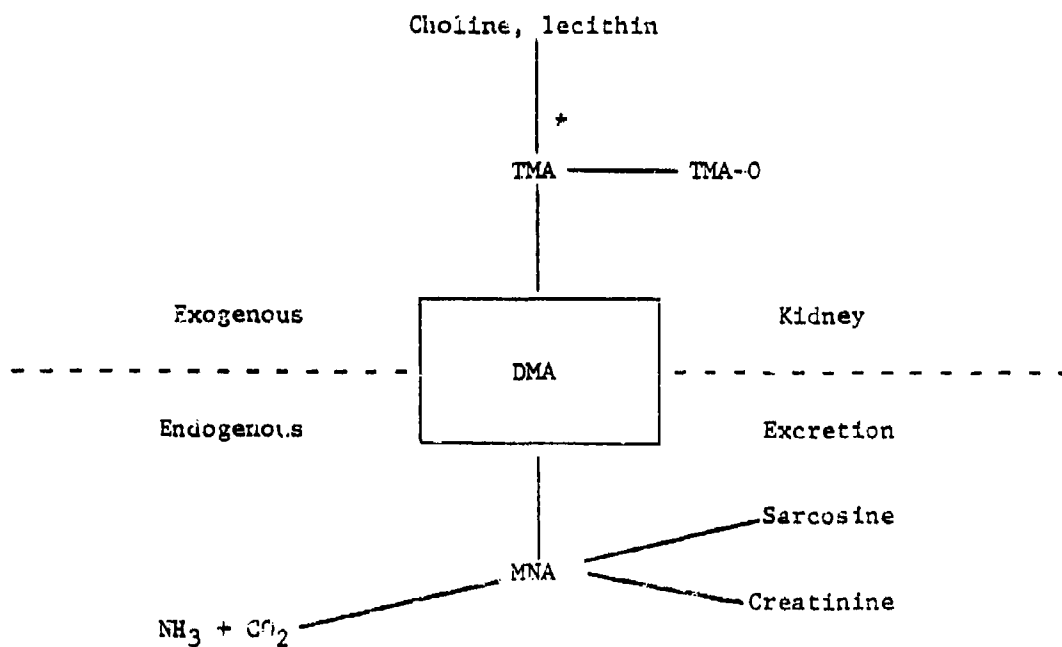 Choline, lecithin
*
TMA TMA-O
Exogenous Kidney
DMA
Endogenous Excretion
Sarcosine
MNA
Creatinine
NH3 + CO2